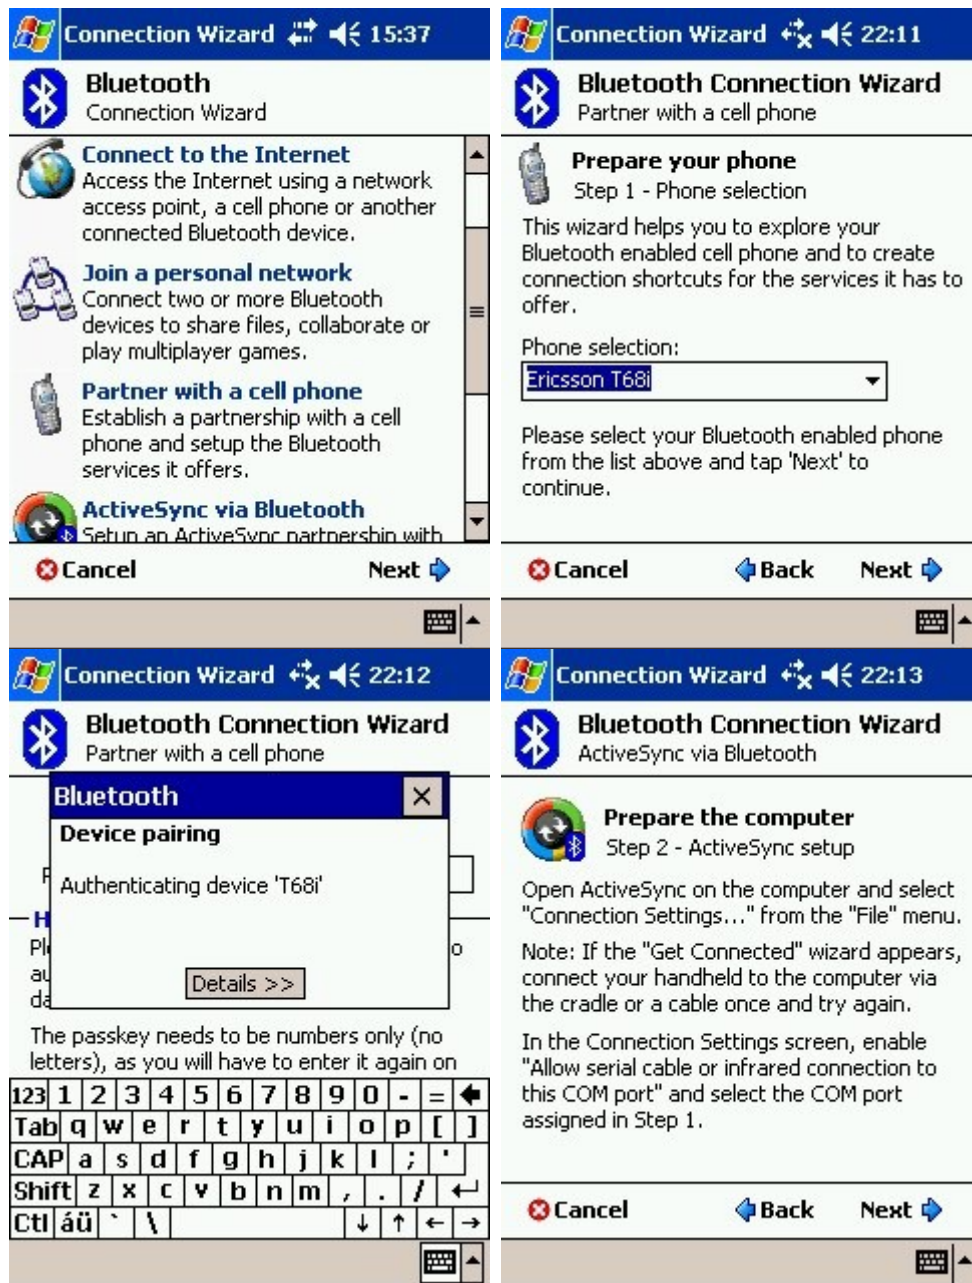 Connection Wizard 15:37
Bluetooth
Connection Wizard
Connect to the Internet
Access the Internet using a network
access point, a cell phone or another
connected Bluetooth device.
Join a personal network
Connect two or more Bluetooth
devices to share files, collaborate or
play multiplayer games.
Partner with a cell phone
Establish a partnership with a cell
phone and setup the Bluetooth
services it offers.
ActiveSync via Bluetooth
Setup an ActiveSync partnership with
Cancel Next
Connection Wizard 22:11
Bluetooth Connection Wizard
Partner with a cell phone
Prepare your phone
Step 1 - Phone selection
This wizard helps you to explore your
Bluetooth enabled cell phone and to create
connection shortcuts for the services it has to
offer.
Phone selection:
Ericsson T68i
Please select your Bluetooth enabled phone
from the list above and tap 'Next' to
continue.
Cancel Back Next
Connection Wizard 22:12
Bluetooth Connection Wizard
Partner with a cell phone
Bluetooth
Device pairing
Authenticating device 'T68i'
Details >>
The passkey needs to be numbers only (no
letters), as you will have to enter it again on
123 1 2 3 4 5 6 7 8 9 0 - =
Tab q w e r t y u i o p [ ]
CAP a s d f g h j k l ; '
Shift z x c v b n m , . /
Ctl áü ` \
Connection Wizard 22:13
Bluetooth Connection Wizard
ActiveSync via Bluetooth
Prepare the computer
Step 2 - ActiveSync setup
Open ActiveSync on the computer and select
"Connection Settings..." from the "File" menu.
Note: If the "Get Connected" wizard appears,
connect your handheld to the computer via
the cradle or a cable once and try again.
In the Connection Settings screen, enable
"Allow serial cable or infrared connection to
this COM port" and select the COM port
assigned in Step 1.
Cancel Back Next